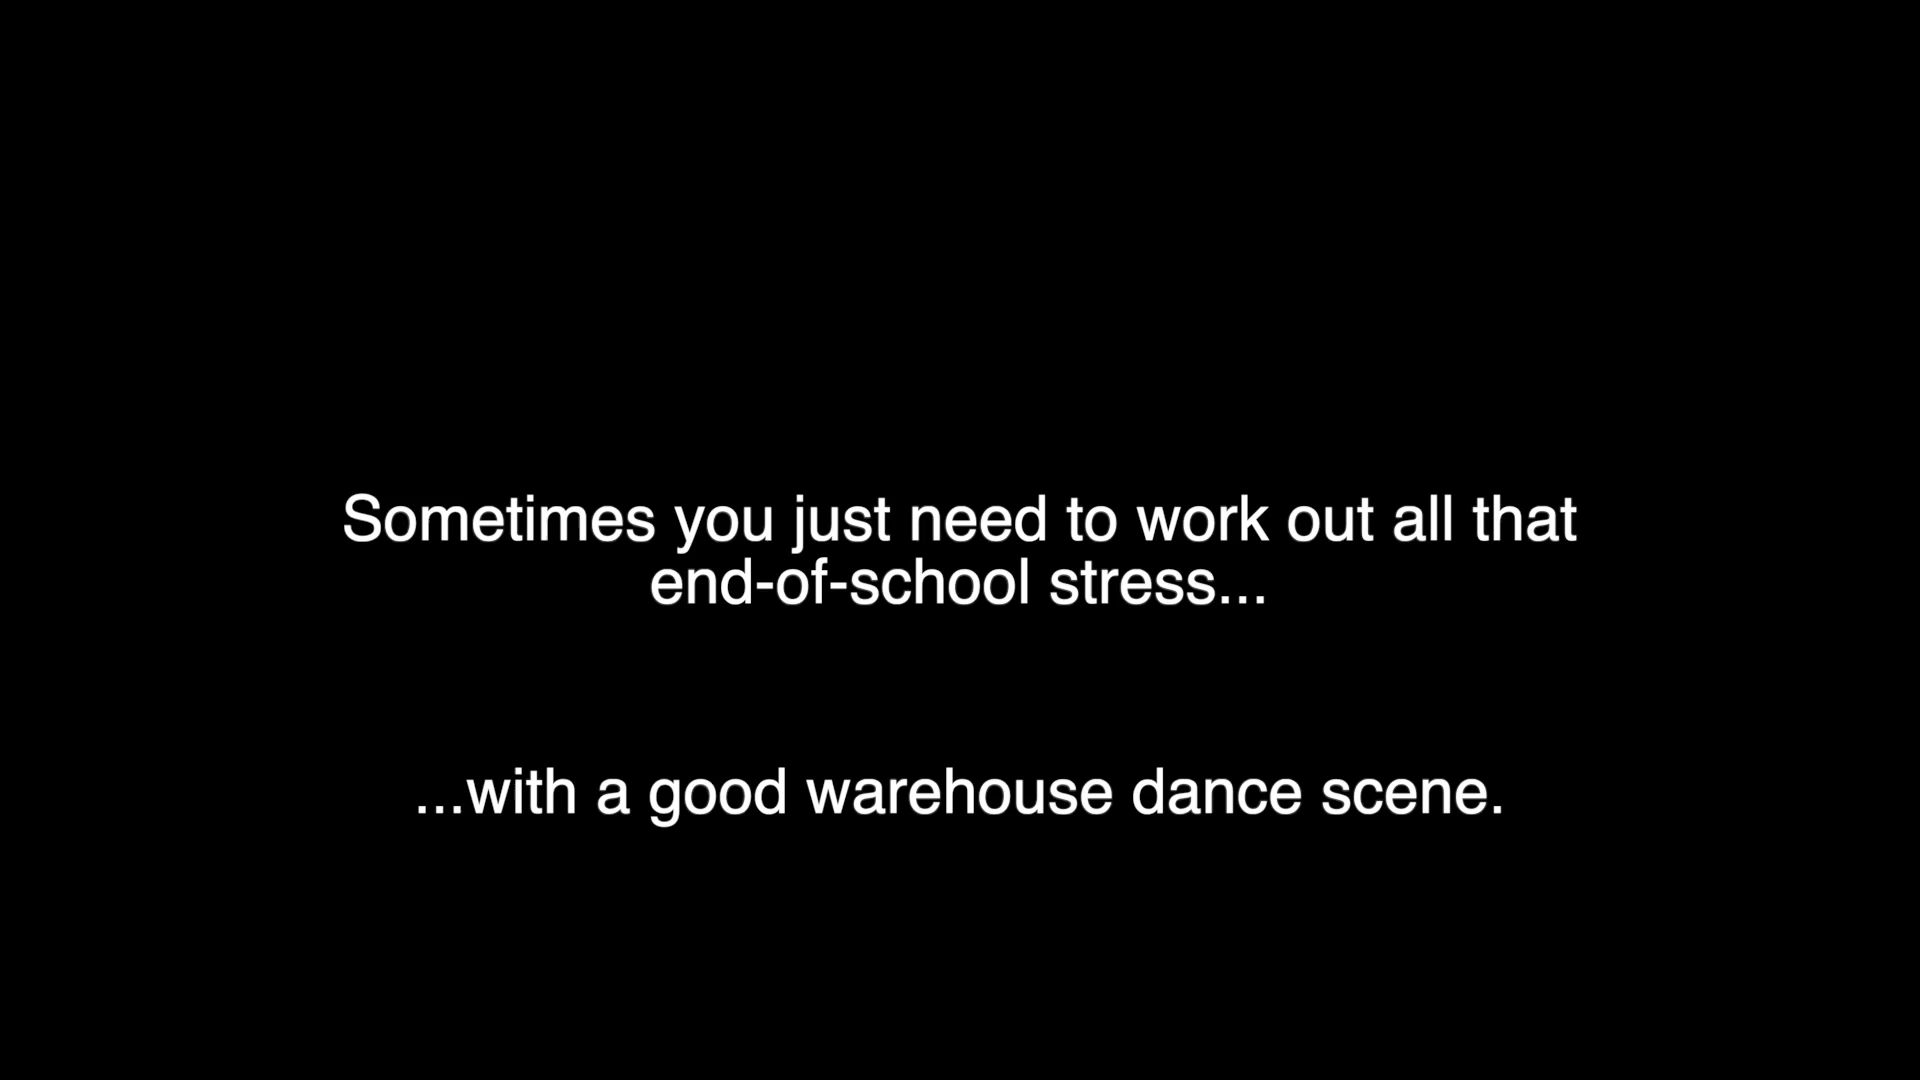 Sometimes you just need to work out all that
end-of-school stress...
...with a good warehouse dance scene.